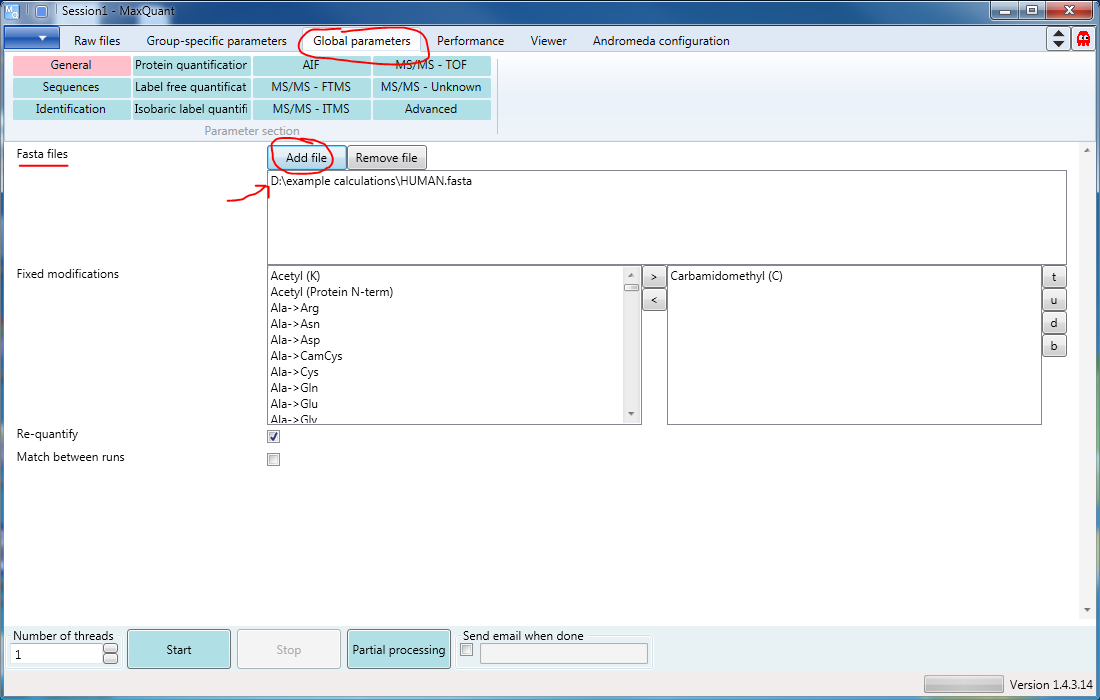 Session1 - MaxQuant
Raw files Group-specific parameters Global parameters Performance Viewer Andromeda configuration
General Protein quantification AIF MS/MS - TOF
Sequences Label free quantificat MS/MS - FTMS MS/MS - Unknown
Identification Isobaric label quantifi MS/MS - ITMS Advanced
Parameter section
Fasta files Add file Remove file
D:\example calculations\HUMAN.fasta
Fixed modifications Acetyl (K) > Carbamidomethyl (C) t
Acetyl (Protein N-term) < u
Ala->Arg
Ala->Asn d
Ala->Asp b
Ala->CamCys
Ala->Cys
Ala->Gln
Ala->Glu
Ala->Gly
Re-quantify
Match between runs
Number of threads Send email when done
1 Start Stop Partial processing
Version 1.4.3.14